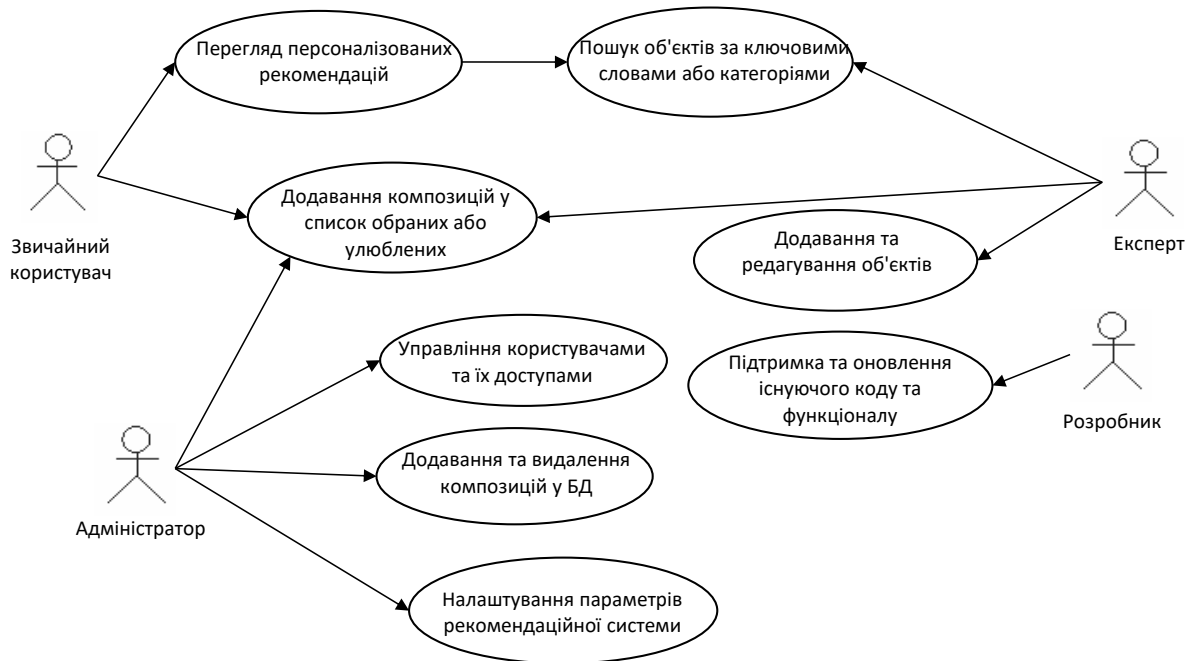 Перегляд персоналізованих
рекомендацій
Пошук об'єктів за ключовими
словами або категоріями
Звичайний
користувач
Додавання композицій у
список обраних або
улюблених
Експерт
Додавання та
редагування об'єктів
Управління користувачами
та їх доступами
Підтримка та оновлення
існуючого коду та
функціоналу
Розробник
Адміністратор
Додавання та видалення
композицій у БД
Налаштування параметрів
рекомендаційної системи